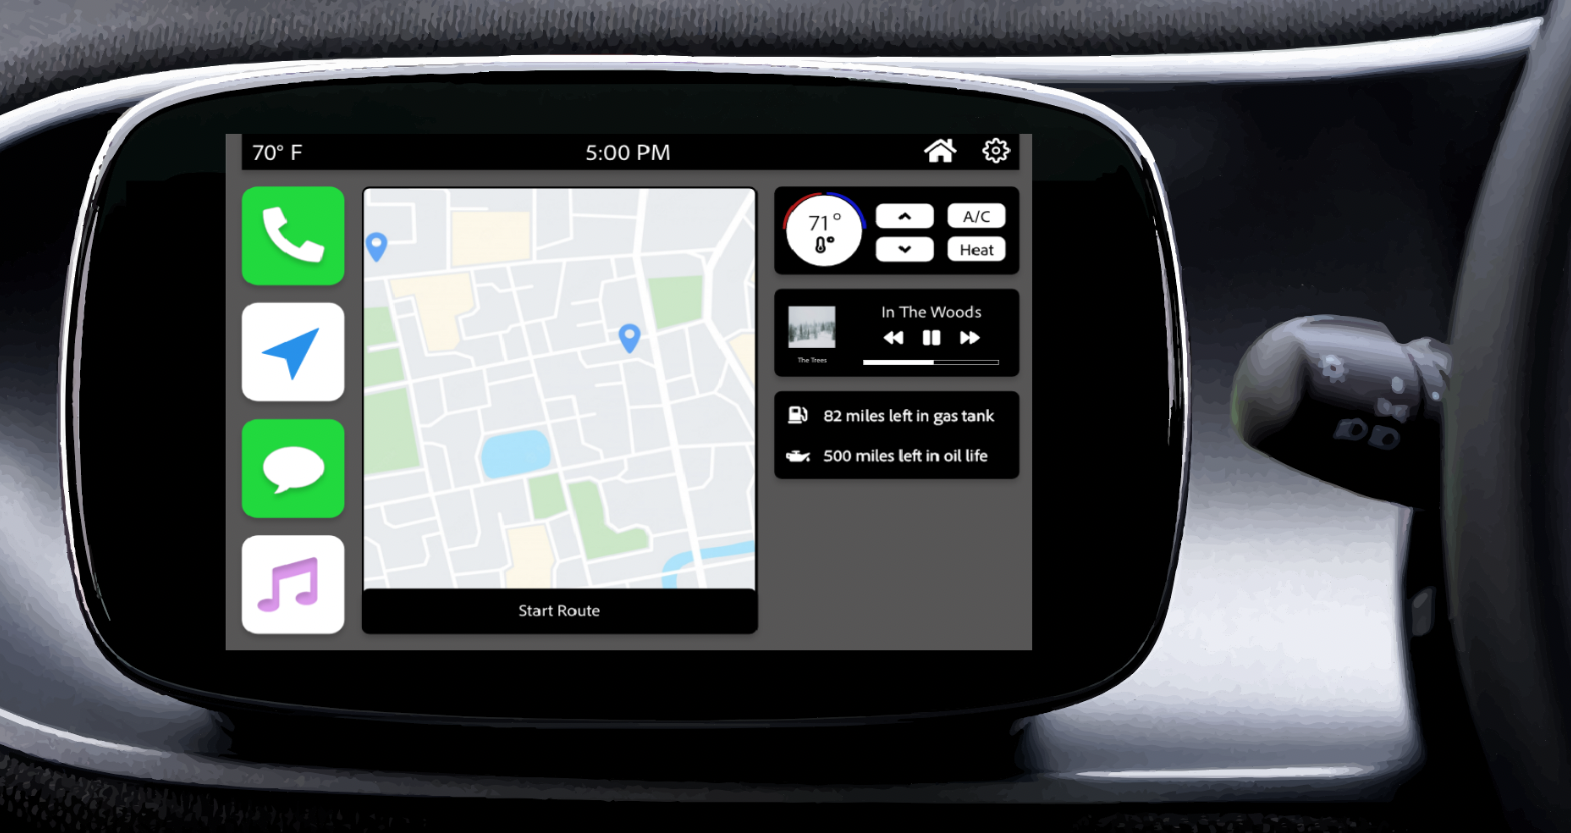 70° F
5:00 PM
71°
A/C
Heat
In The Woods
The Trees
82 miles left in gas tank
500 miles left in oil life
Start Route